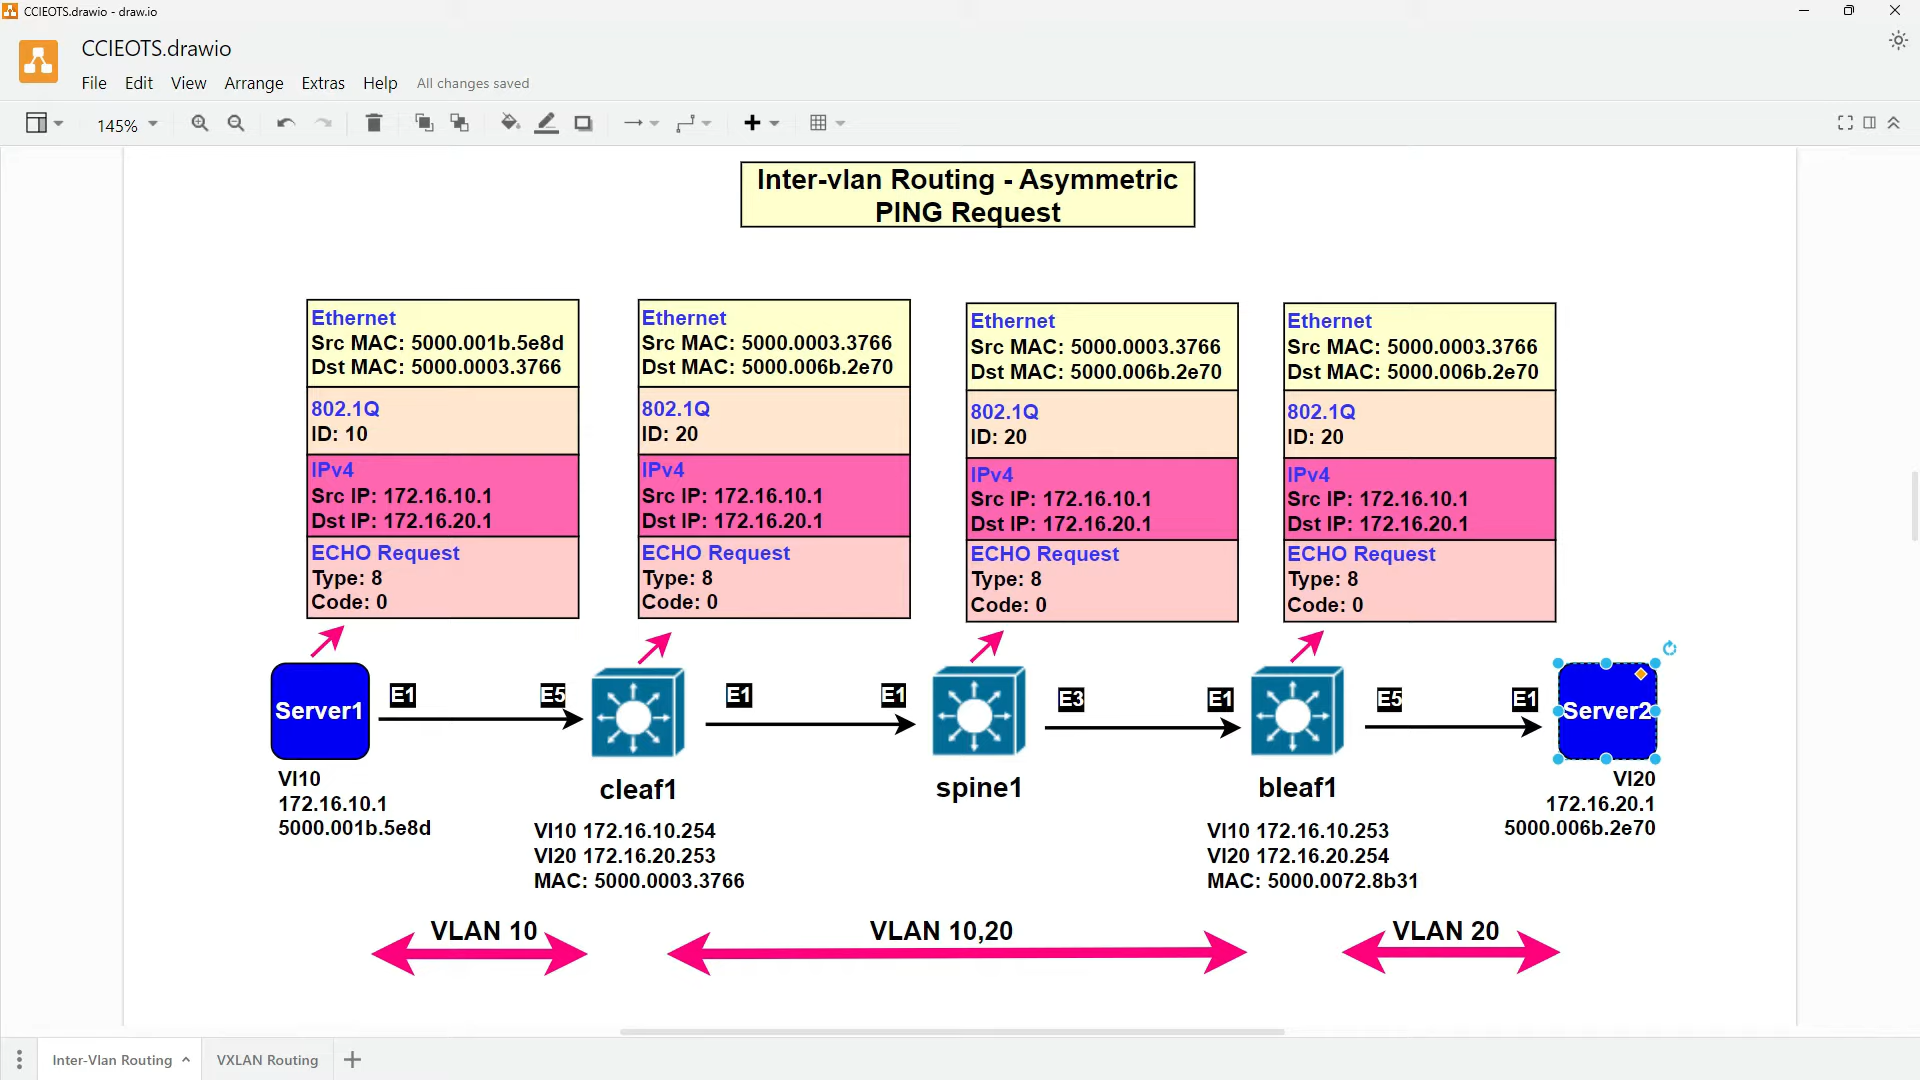 CCIEOTS.drawio - draw.io
CCIEOTS.drawio
File Edit View Arrange Extras Help All changes saved
145%
Inter-vlan Routing - Asymmetric
PING Request
Ethernet
Src MAC: 5000.001b.5e8d
Dst MAC: 5000.0003.3766
802.1Q
ID: 10
IPv4
Src IP: 172.16.10.1
Dst IP: 172.16.20.1
ECHO Request
Type: 8
Code: 0
Ethernet
Src MAC: 5000.0003.3766
Dst MAC: 5000.006b.2e70
802.1Q
ID: 20
IPv4
Src IP: 172.16.10.1
Dst IP: 172.16.20.1
ECHO Request
Type: 8
Code: 0
Ethernet
Src MAC: 5000.0003.3766
Dst MAC: 5000.006b.2e70
802.1Q
ID: 20
IPv4
Src IP: 172.16.10.1
Dst IP: 172.16.20.1
ECHO Request
Type: 8
Code: 0
Ethernet
Src MAC: 5000.0003.3766
Dst MAC: 5000.006b.2e70
802.1Q
ID: 20
IPv4
Src IP: 172.16.10.1
Dst IP: 172.16.20.1
ECHO Request
Type: 8
Code: 0
Server1 E1 E5 E1 E1 E3 E1 E5 E1 Server2
Vl10
172.16.10.1
5000.001b.5e8d
cleaf1
Vl10 172.16.10.254
Vl20 172.16.20.253
MAC: 5000.0003.3766
spine1
bleaf1
Vl10 172.16.10.253
Vl20 172.16.20.254
MAC: 5000.0072.8b31
Vl20
172.16.20.1
5000.006b.2e70
VLAN 10 VLAN 10,20 VLAN 20
Inter-Vlan Routing VXLAN Routing